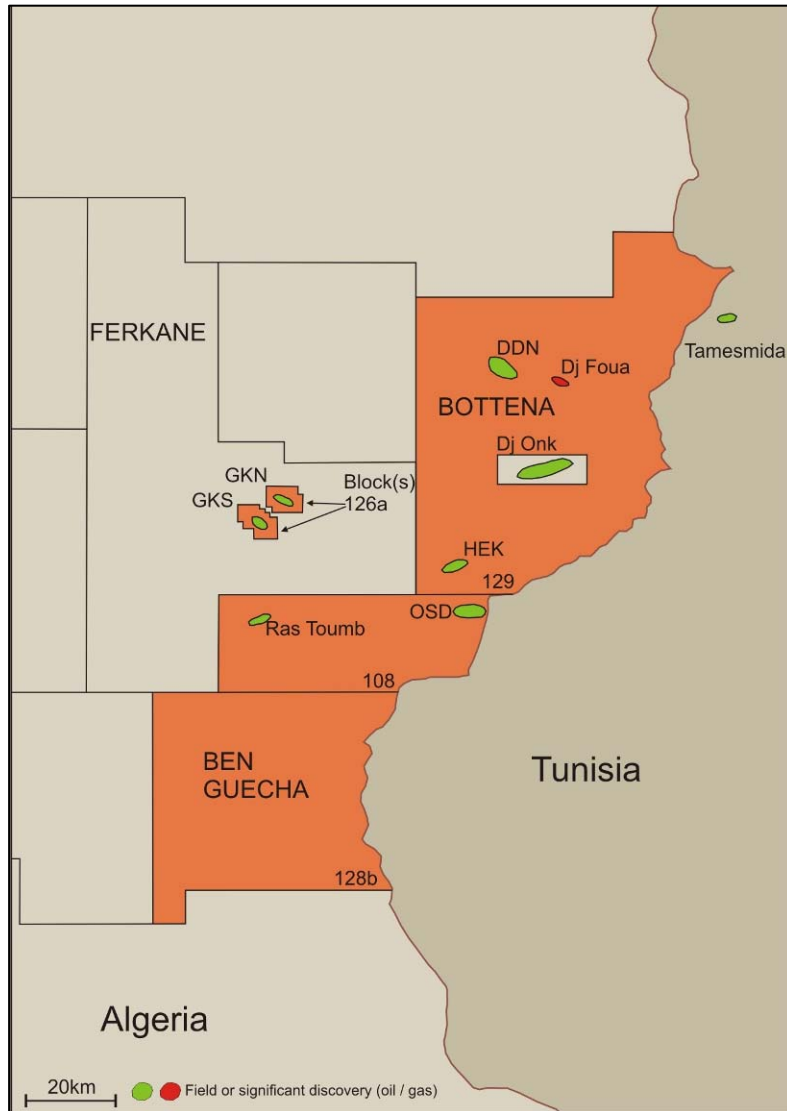 FERKANE
DDN
Dj Foua
Tamesmida
BOTTENA
Dj Onk
GKN
Block(s)
126a
GKS
HEK
129
OSD
Ras Toumb
108
BEN
GUECHA
Tunisia
128b
Algeria
20km
Field or significant discovery (oil / gas)